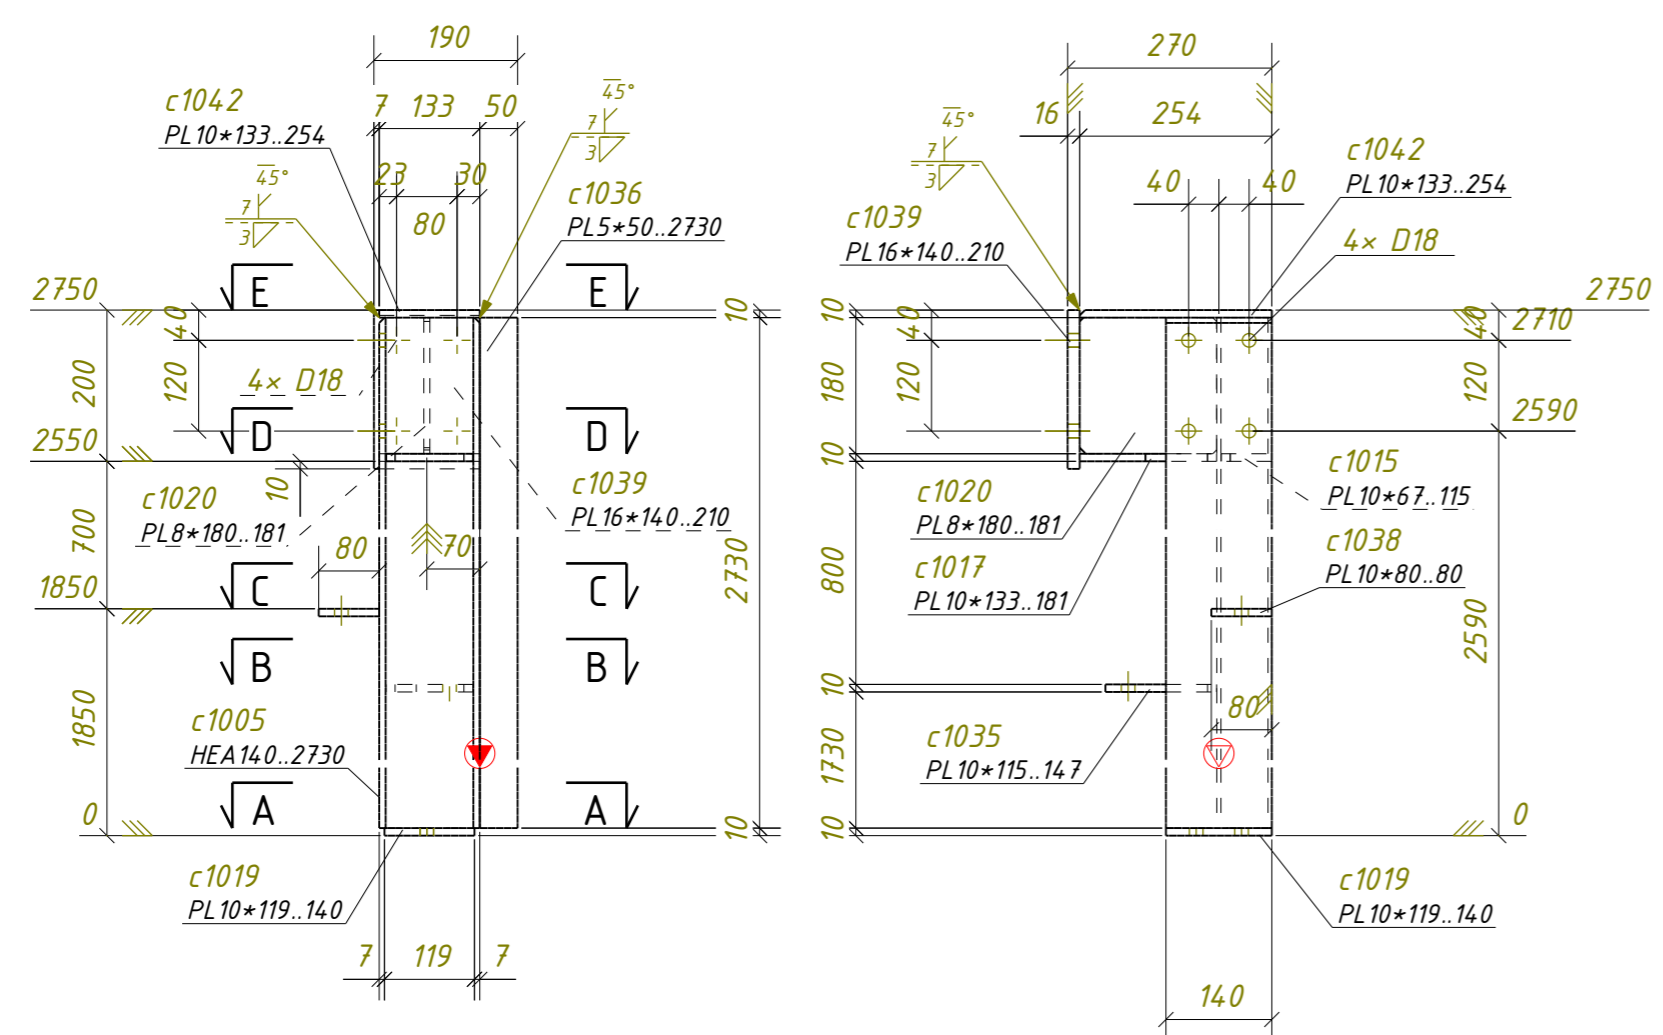 190
270
c1042
PL10*133..254
7
133
50
45°
7
3
16
254
45°
7
3
c1042
PL10*133..254
23
30
80
45°
7
3
c1036
PL5*50..2730
c1039
PL16*140..210
40
40
4× D18
2750
E
E
10
10
2750
40
40
40
2710
200
120
4× D18
180
120
120
2550
D
D
10
2590
10
c1020
PL8*180..181
c1039
PL16*140..210
c1020
PL8*180..181
c1015
PL10*67..115
700
80
70
2730
800
c1017
PL10*133..181
c1038
PL10*80..80
1850
C
C
2590
B
B
10
80
1850
c1005
HEA140..2730
1730
c1035
PL10*115..147
0
A
A
10
10
0
c1019
PL10*119..140
c1019
PL10*119..140
7
119
7
140